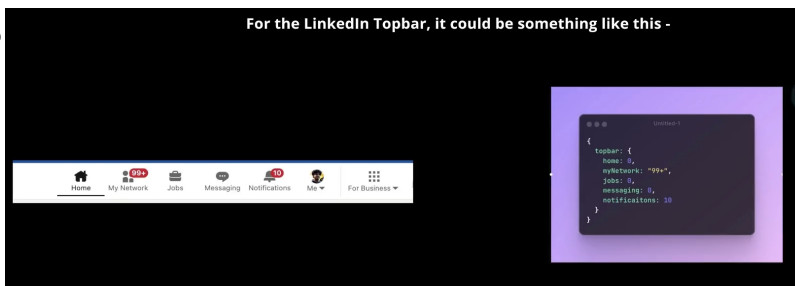 For the LinkedIn Topbar, it could be something like this -
99+
10
Home My Network Jobs Messaging Notifications Me For Business
Untitled-1
{
topbar: {
home: 0,
myNetwork: "99+",
jobs: 0,
messaging: 0,
notificaitons: 10
}
}